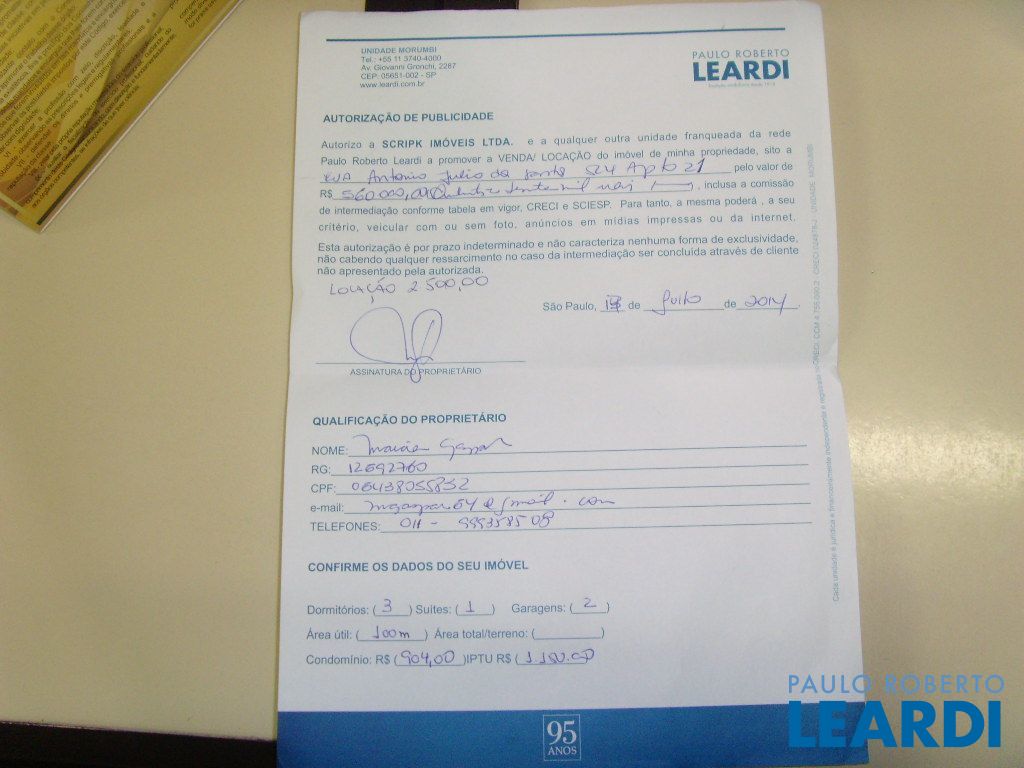 UNIDADE MORUMBI
Tel.: +55 11 3740-4000
Av. Giovanni Gronchi, 2287
CEP: 05651-002 - SP
www.leardi.com.br
PAULO ROBERTO
LEARDI
AUTORIZAÇÃO DE PUBLICIDADE
Autorizo a SCRIPK IMÓVEIS LTDA. e a qualquer outra unidade franqueada da rede
Paulo Roberto Leardi a promover a VENDA/ LOCAÇÃO do imóvel de minha propriedade, sito a
RUA Antonio Julio dos Santos 524 Apto 21 pelo valor de
R$ 560.000,00 , inclusa a comissão
de intermediação conforme tabela em vigor, CRECI e SCIESP. Para tanto, a mesma poderá , a seu
critério, veicular com ou sem foto, anúncios em mídias impressas ou da internet.
Esta autorização é por prazo indeterminado e não caracteriza nenhuma forma de exclusividade,
não cabendo qualquer ressarcimento no caso da intermediação ser concluída através de cliente
não apresentado pela autorizada.
LOCAÇÃO 2500,00
São Paulo, de Julho de 2014.
ASSINATURA DO PROPRIETÁRIO
QUALIFICAÇÃO DO PROPRIETÁRIO
NOME: Gaspar
RG: 12692760
CPF: 06438055832
e-mail: mgaspar64@gmail.com
TELEFONES: 011 - 999358508
CONFIRME OS DADOS DO SEU IMÓVEL
Dormitórios: ( 3 ) Suítes: ( 1 ) Garagens: ( 2 )
Área útil: ( 100m ) Área total/terreno: ( )
Condomínio: R$ ( 904,00 )IPTU R$ ( )
95
ANOS
PAULO ROBERTO
LEARDI